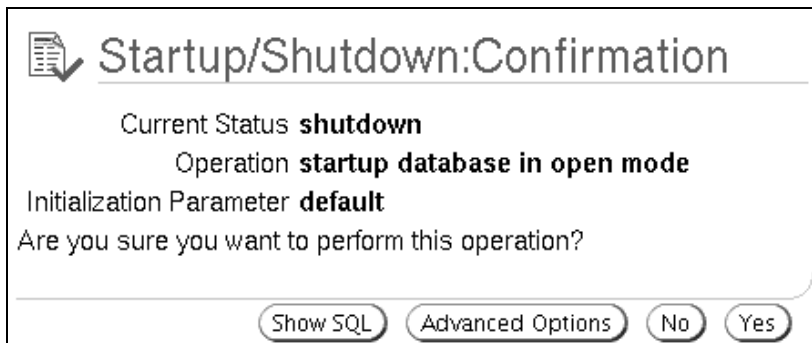 Startup/Shutdown:Confirmation
Current Status shutdown
Operation startup database in open mode
Initialization Parameter default
Are you sure you want to perform this operation?
Show SQL Advanced Options No Yes